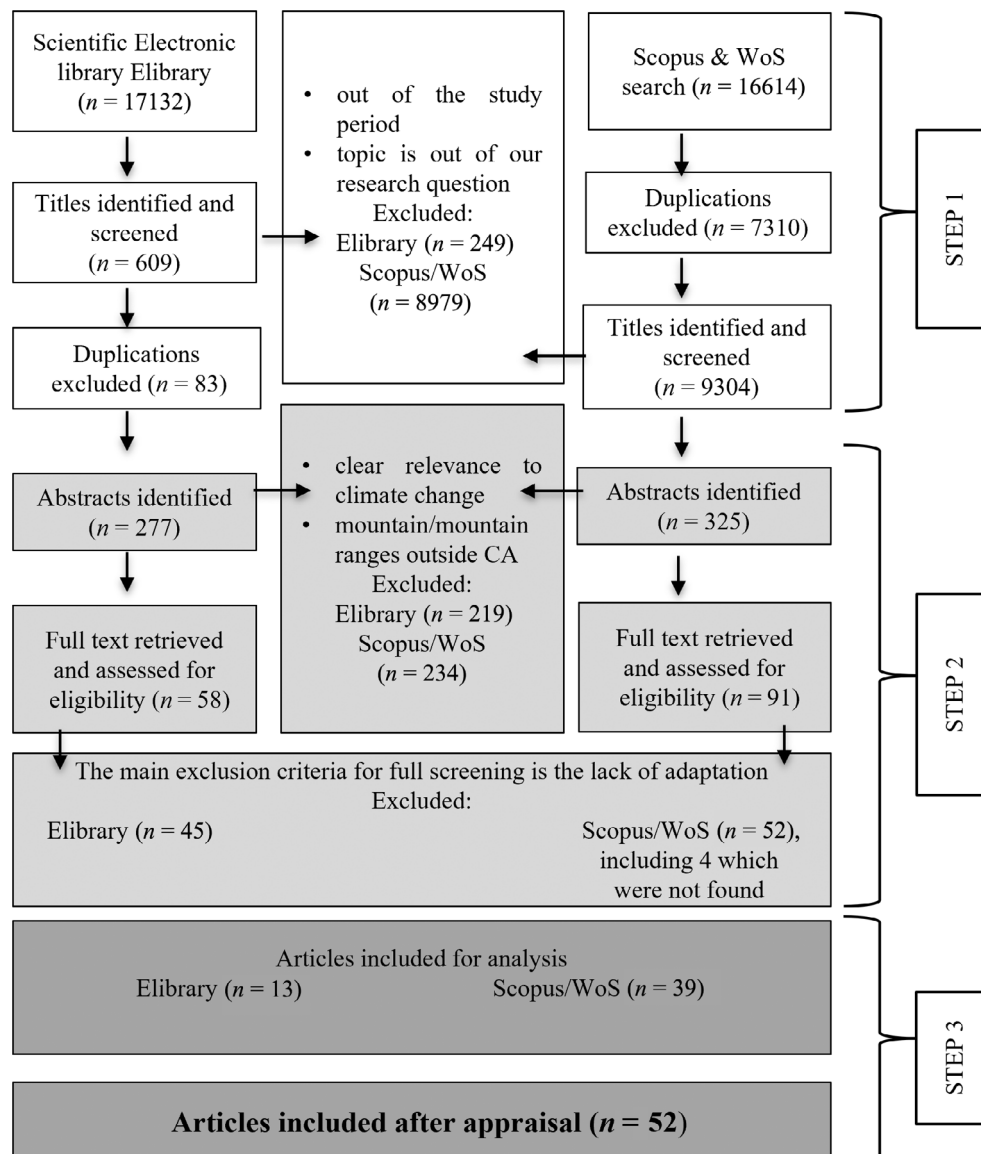 Scientific Electronic
library Elibrary
(n = 17132)
Titles identified and
screened
(n = 609)
Duplications
excluded (n = 83)
• out of the study
period
• topic is out of our
research question
Excluded:
Elibrary (n = 249)
Scopus/WoS
(n = 8979)
Scopus & WoS
search (n = 16614)
Duplications
excluded (n = 7310)
Titles identified and
screened
(n = 9304)
STEP 1
Abstracts identified
(n = 277)
Full text retrieved
and assessed for
eligibility (n = 58)
• clear relevance to
climate change
• mountain/mountain
ranges outside CA
Excluded:
Elibrary (n = 219)
Scopus/WoS
(n = 234)
Abstracts identified
(n = 325)
Full text retrieved
and assessed for
eligibility (n = 91)
The main exclusion criteria for full screening is the lack of adaptation
Excluded:
Elibrary (n = 45)
Scopus/WoS (n = 52),
including 4 which
were not found
STEP 2
Articles included for analysis
Elibrary (n = 13)
Scopus/WoS (n = 39)
Articles included after appraisal (n = 52)
STEP 3